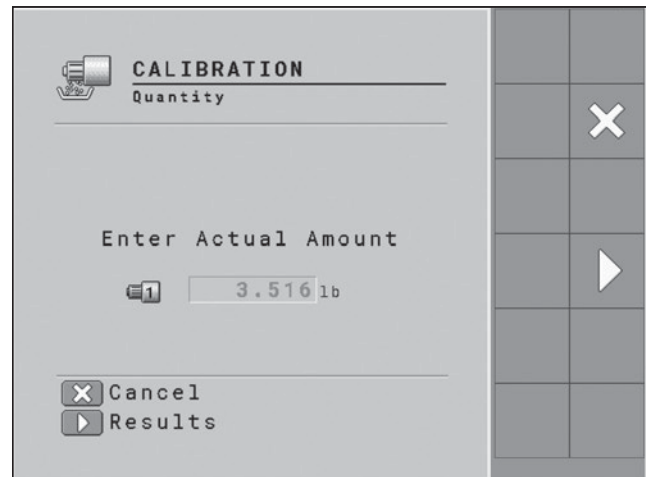 CALIBRATION
Quantity
Enter Actual Amount
1 3.516 lb
Cancel
Results